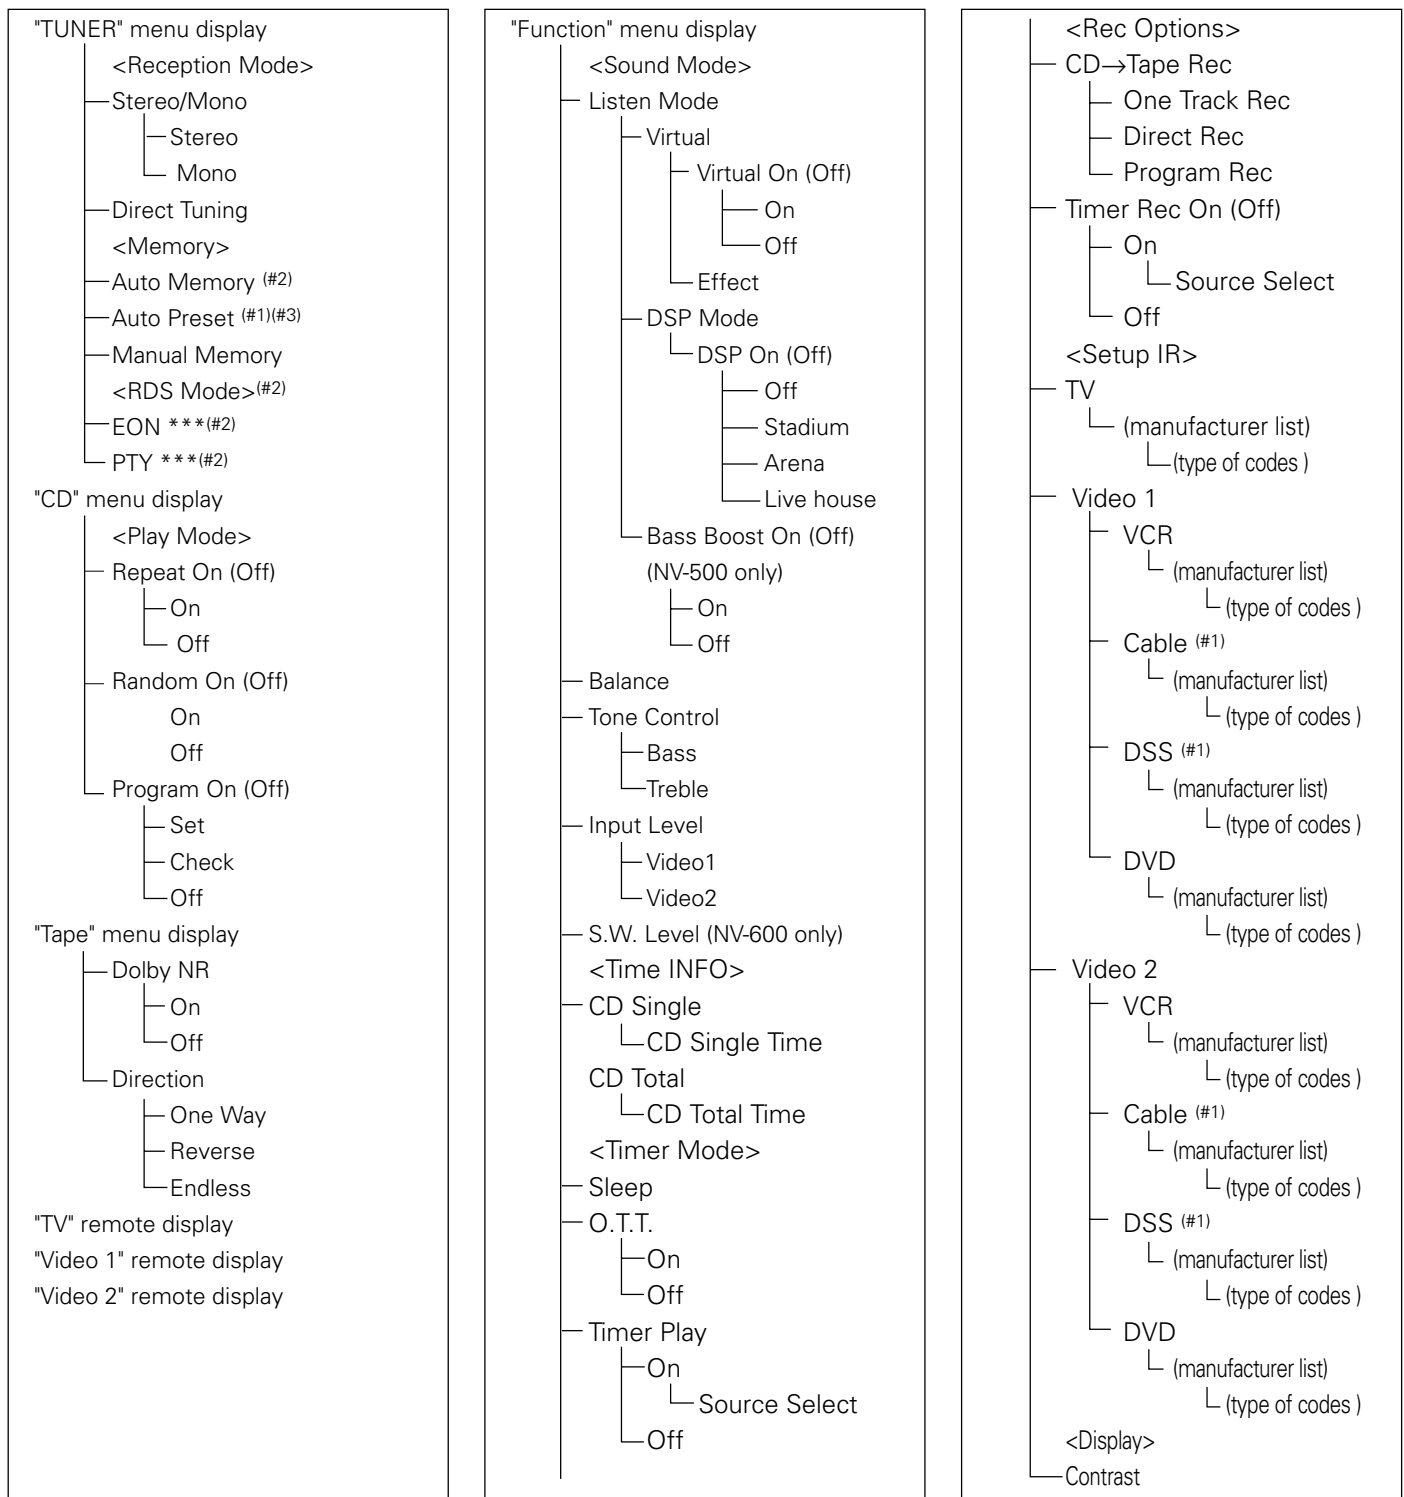 "TUNER" menu display
<Reception Mode>
Stereo/Mono
Stereo
Mono
Direct Tuning
<Memory>
Auto Memory (#2)
Auto Preset (#1)(#3)
Manual Memory
<RDS Mode>(#2)
EON ***(#2)
PTY ***(#2)
"CD" menu display
<Play Mode>
Repeat On (Off)
On
Off
Random On (Off)
On
Off
Program On (Off)
Set
Check
Off
"Tape" menu display
Dolby NR
On
Off
Direction
One Way
Reverse
Endless
"TV" remote display
"Video 1" remote display
"Video 2" remote display
"Function" menu display
<Sound Mode>
Listen Mode
Virtual
Virtual On (Off)
On
Off
Effect
DSP Mode
DSP On (Off)
Off
Stadium
Arena
Live house
Bass Boost On (Off)
(NV-500 only)
On
Off
Balance
Tone Control
Bass
Treble
Input Level
Video1
Video2
S.W. Level (NV-600 only)
<Time INFO>
CD Single
CD Single Time
CD Total
CD Total Time
<Timer Mode>
Sleep
O.T.T.
On
Off
Timer Play
On
Source Select
Off
<Rec Options>
CD→Tape Rec
One Track Rec
Direct Rec
Program Rec
Timer Rec On (Off)
On
Source Select
Off
<Setup IR>
TV
(manufacturer list)
(type of codes )
Video 1
VCR
(manufacturer list)
(type of codes )
Cable (#1)
(manufacturer list)
(type of codes )
DSS (#1)
(manufacturer list)
(type of codes )
DVD
(manufacturer list)
(type of codes )
Video 2
VCR
(manufacturer list)
(type of codes )
Cable (#1)
(manufacturer list)
(type of codes )
DSS (#1)
(manufacturer list)
(type of codes )
DVD
(manufacturer list)
(type of codes )
<Display>
Contrast